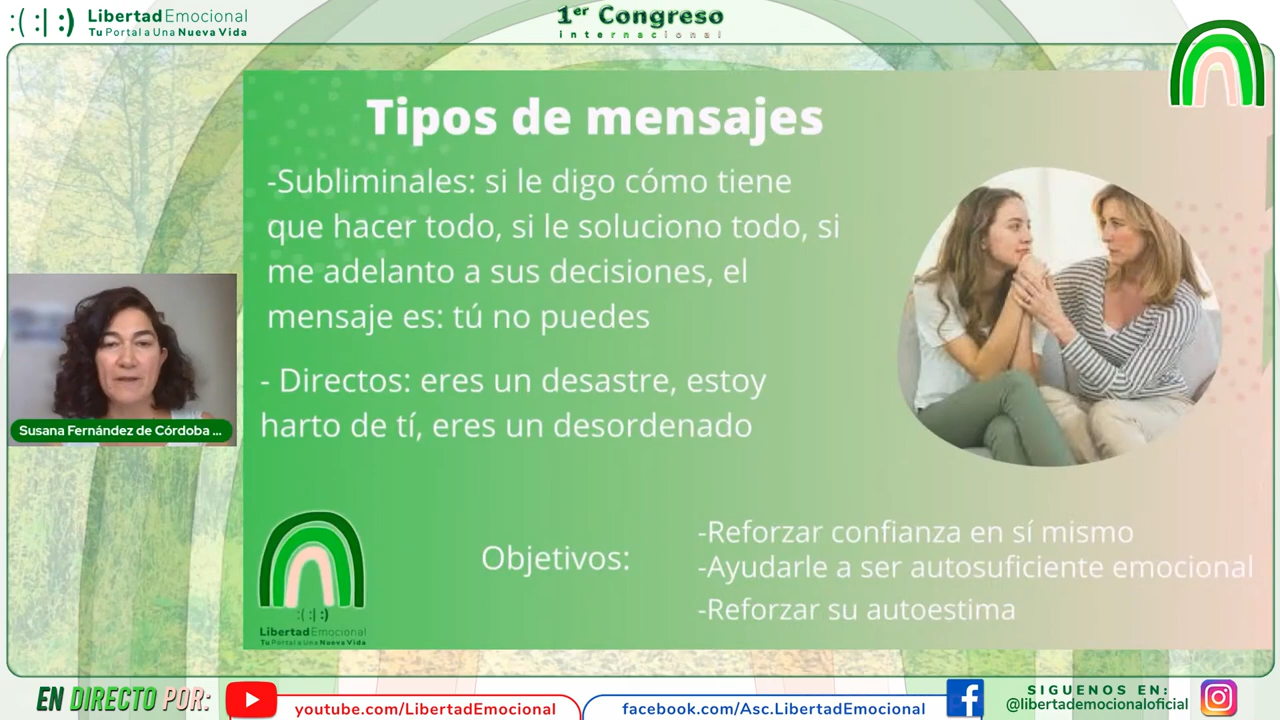 :(:|:) LibertadEmocional
Tu Portal a Una Nueva Vida
1er Congreso
internacional
Tipos de mensajes
-Subliminales: si le digo cómo tiene
que hacer todo, si le soluciono todo, si
me adelanto a sus decisiones, el
mensaje es: tú no puedes
- Directos: eres un desastre, estoy
harto de tí, eres un desordenado
Susana Fernández de Córdoba ...
Objetivos:
-Reforzar confianza en sí mismo
-Ayudarle a ser autosuficiente emocional
-Reforzar su autoestima
:(:|:)
LibertadEmocional
Tu Portal a Una Nueva Vida
EN DIRECTO POR:
youtube.com/LibertadEmocional
facebook.com/Asc.LibertadEmocional
SIGUENOS EN:
@libertademocionaloficial